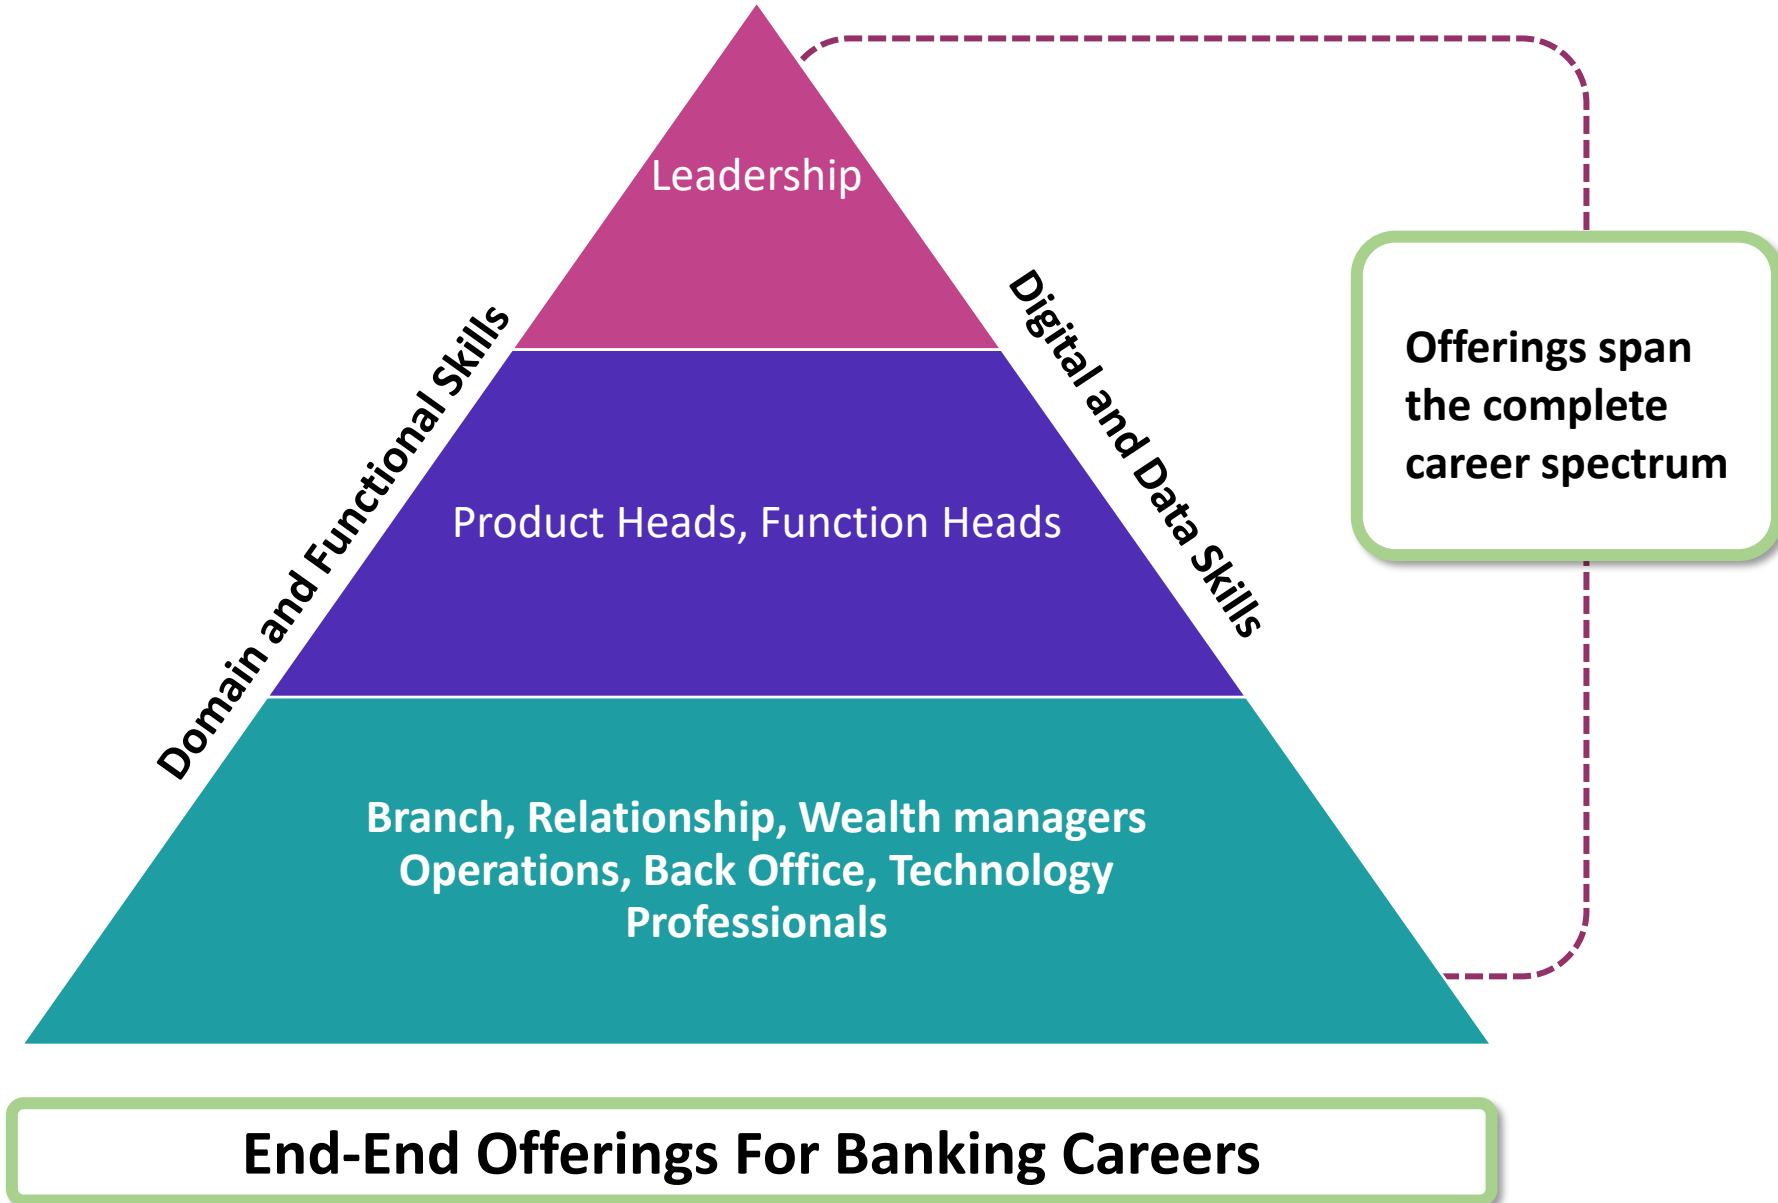 Leadership
Domain and Functional Skills
Digital and Data Skills
Product Heads, Function Heads
Offerings span
the complete
career spectrum
Branch, Relationship, Wealth managers
Operations, Back Office, Technology
Professionals
End-End Offerings For Banking Careers